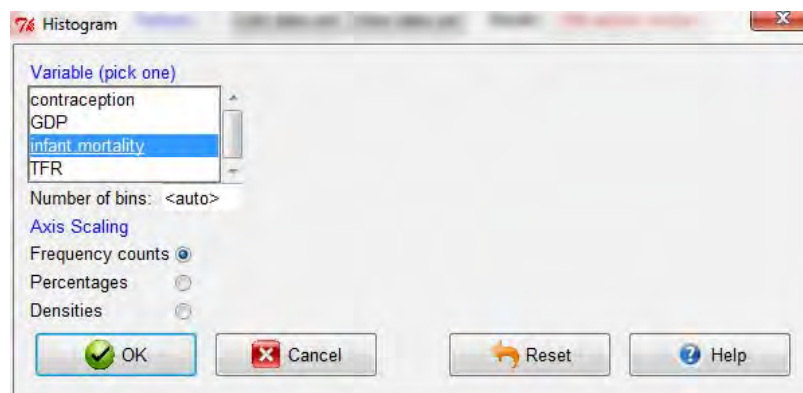 Histogram
Variable (pick one)
contraception
GDP
infant.mortality
TFR
Number of bins: <auto>
Axis Scaling
Frequency counts
Percentages
Densities
OK Cancel Reset Help